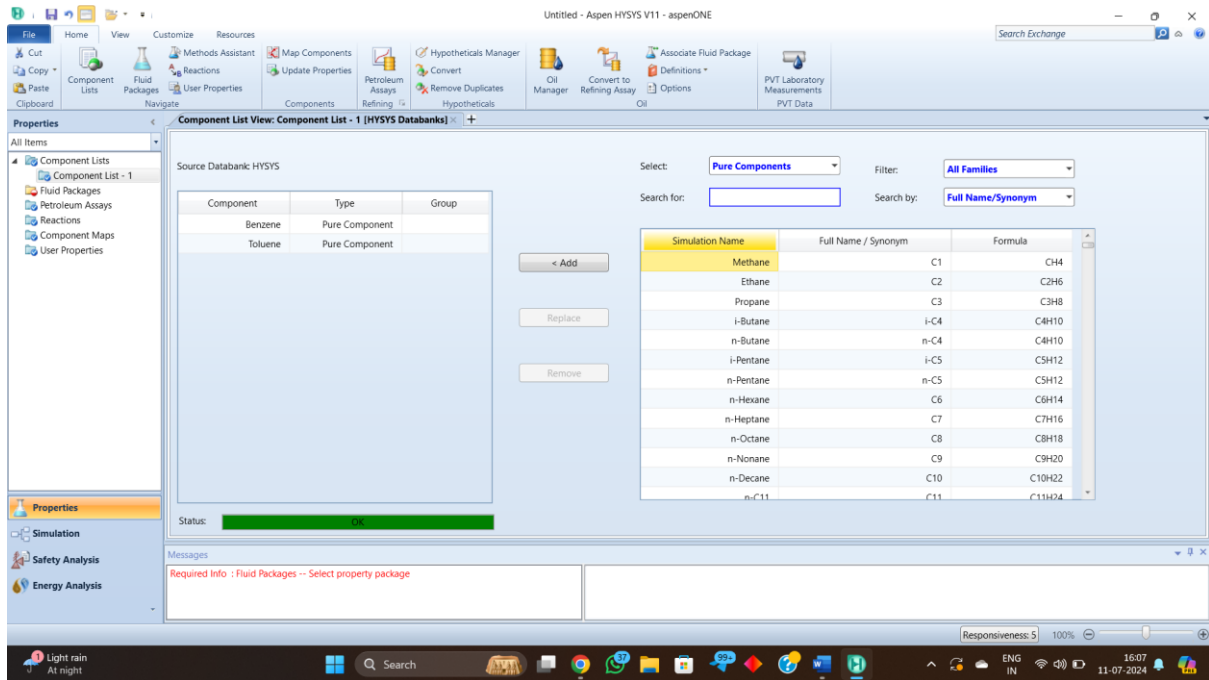 Untitled - Aspen HYSYS V11 - aspenONE
File Home View Customize Resources Search Exchange
Cut
Copy
Paste
Clipboard
Component Lists
Fluid Packages
Methods Assistant
Reactions
User Properties
Navigate
Map Components
Update Properties
Components
Petroleum Assays
Refining
Hypotheticals Manager
Convert
Remove Duplicates
Hypotheticals
Oil Manager
Convert to Refining Assay
Associate Fluid Package
Definitions
Options
Oil
PVT Laboratory Measurements
PVT Data
Properties
All Items
Component Lists
Component List - 1
Fluid Packages
Petroleum Assays
Reactions
Component Maps
User Properties
Properties
Simulation
Safety Analysis
Energy Analysis
Component List View: Component List - 1 [HYSYS Databanks] +
Source Databank: HYSYS
Component Type Group
Benzene Pure Component
Toluene Pure Component
Status: OK
< Add
Replace
Remove
Select: Pure Components Filter: All Families
Search for: Search by: Full Name/Synonym
Simulation Name Full Name / Synonym Formula
Methane C1 CH4
Ethane C2 C2H6
Propane C3 C3H8
i-Butane i-C4 C4H10
n-Butane n-C4 C4H10
i-Pentane i-C5 C5H12
n-Pentane n-C5 C5H12
n-Hexane C6 C6H14
n-Heptane C7 C7H16
n-Octane C8 C8H18
n-Nonane C9 C9H20
n-Decane C10 C10H22
n-C11 C11 C11H24
Messages
Required Info : Fluid Packages -- Select property package
Responsiveness: 5 100%
1 Light rain
At night
Search
37
99+
ENG
IN
16:07
11-07-2024